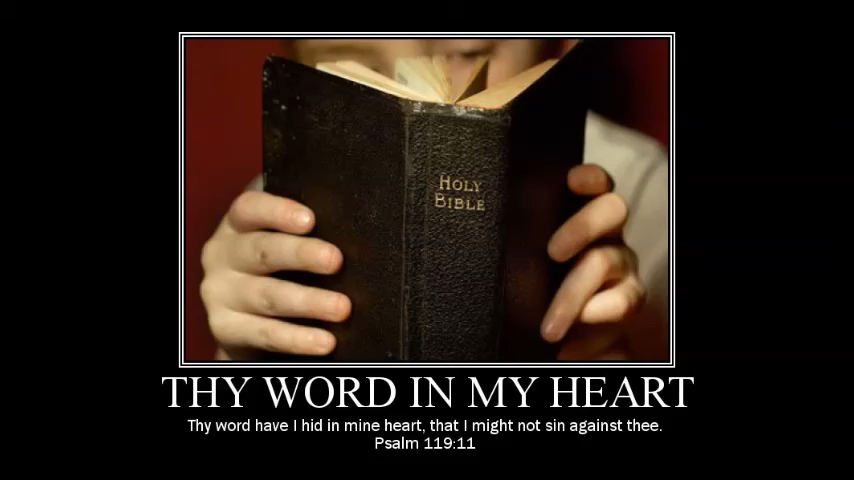 HOLY
BIBLE
THY WORD IN MY HEART
Thy word have I hid in mine heart, that I might not sin against thee.
Psalm 119:11